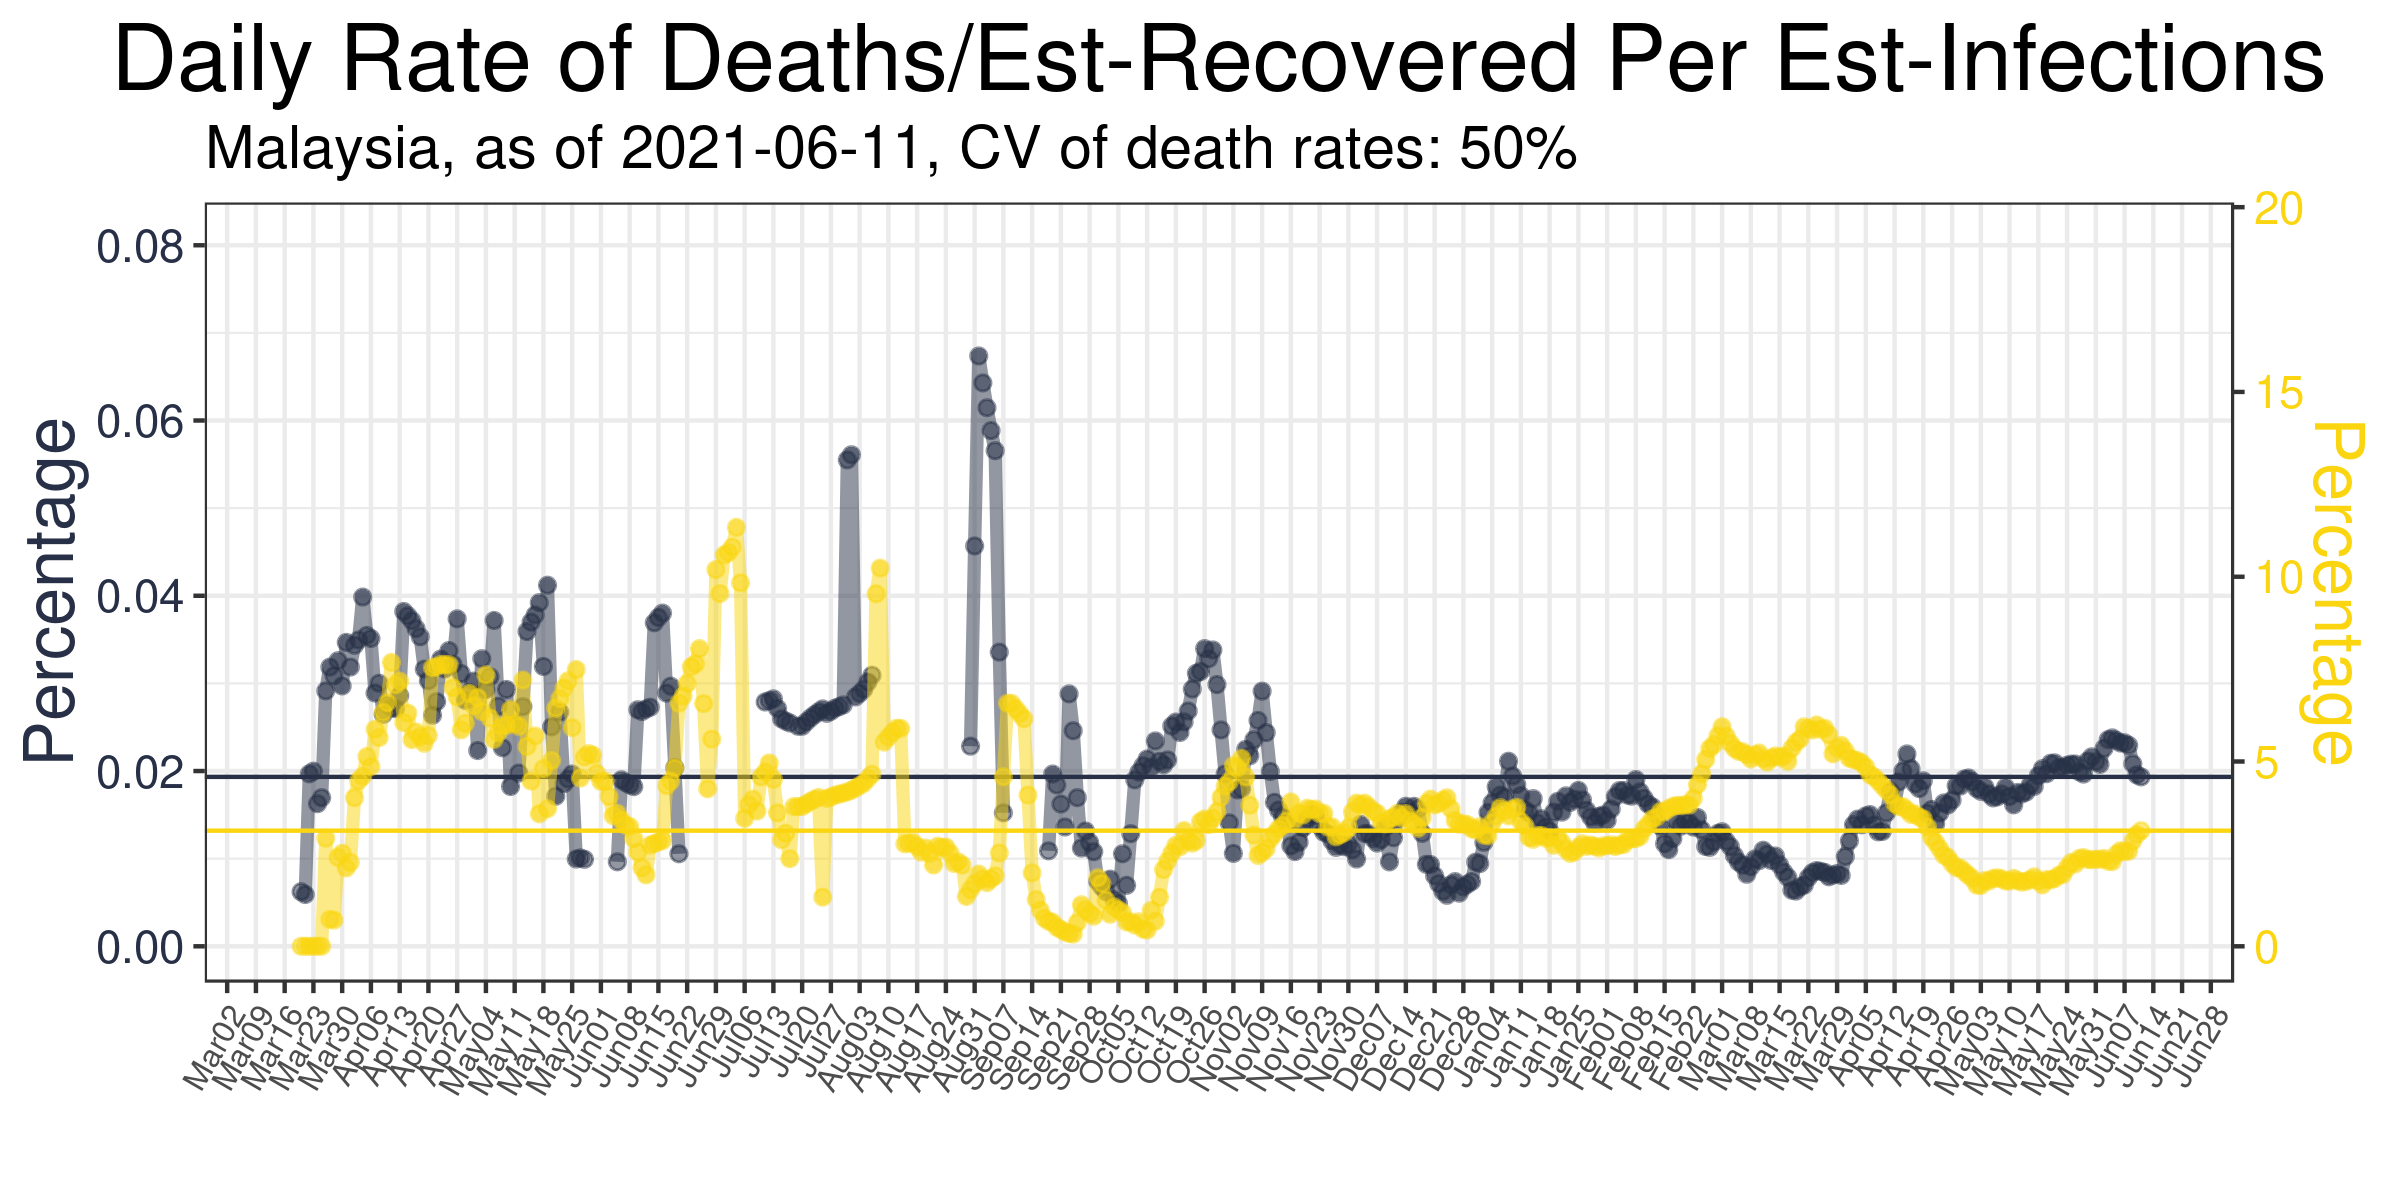 Daily Rate of Deaths/Est-Recovered Per Est-Infections
Malaysia, as of 2021-06-11, CV of death rates: 50%
Percentage
0.08
0.06
0.04
0.02
0.00
20
15
10
5
0
Percentage
Mar02 Mar09 Mar16 Mar23 Mar30 Apr06 Apr13 Apr20 Apr27 May04 May11 May18 May25 Jun01 Jun08 Jun15 Jun22 Jun29 Jul06 Jul13 Jul20 Jul27 Aug03 Aug10 Aug17 Aug24 Aug31 Sep07 Sep14 Sep21 Sep28 Oct05 Oct12 Oct19 Oct26 Nov02 Nov09 Nov16 Nov23 Nov30 Dec07 Dec14 Dec21 Dec28 Jan04 Jan11 Jan18 Jan25 Feb01 Feb08 Feb15 Feb22 Mar01 Mar08 Mar15 Mar22 Mar29 Apr05 Apr12 Apr19 Apr26 May03 May10 May17 May24 May31 Jun07 Jun14 Jun21 Jun28